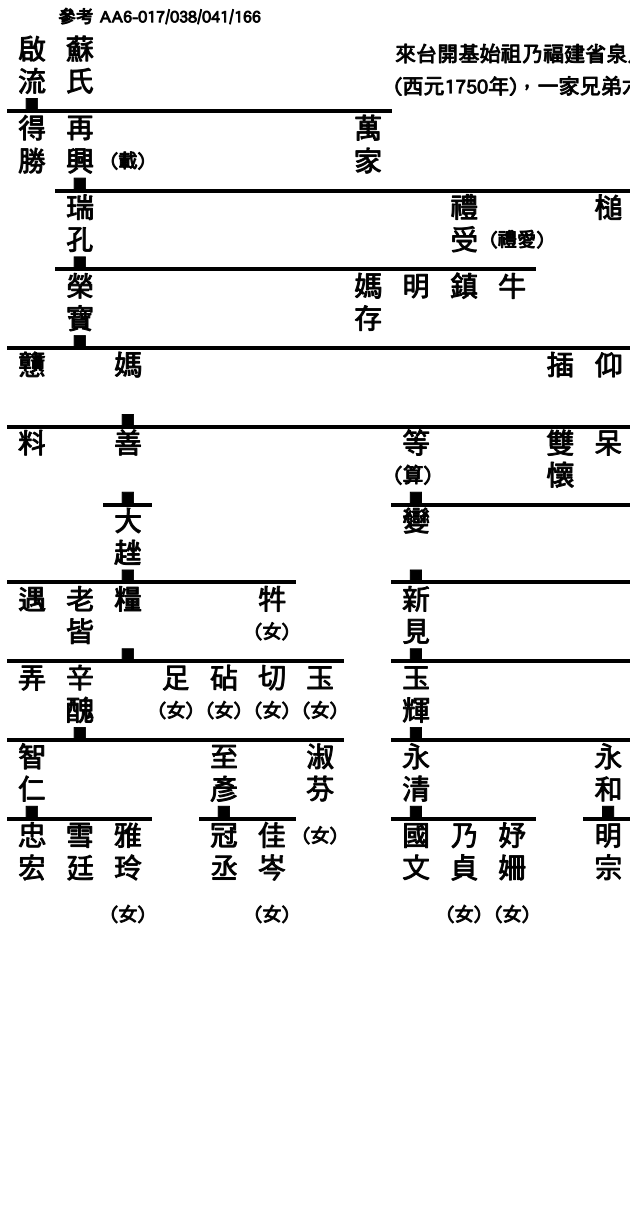 參考 AA6-017/038/041/166
啟流 蘇氏
來台開基始祖乃福建省泉
(西元1750年)，一家兄弟
得勝 再興 (載) 萬家
瑞孔 禮受 (禮愛) 槌
榮寶 媽存 明 鎮 牛
戇 媽 插 仰
料 善 等 (算) 雙懷 呆
大 變
遇 老皆 糧 牪 (女) 新見
弄 辛醜 足 (女) 砧 (女) 切 (女) 玉 (女) 玉輝
智仁 至彥 淑芬 (女) 永清 永和
忠宏 雪廷 雅玲 (女) 冠丞 佳岑 (女) 國文 乃貞 (女) 妤姍 (女) 明宗